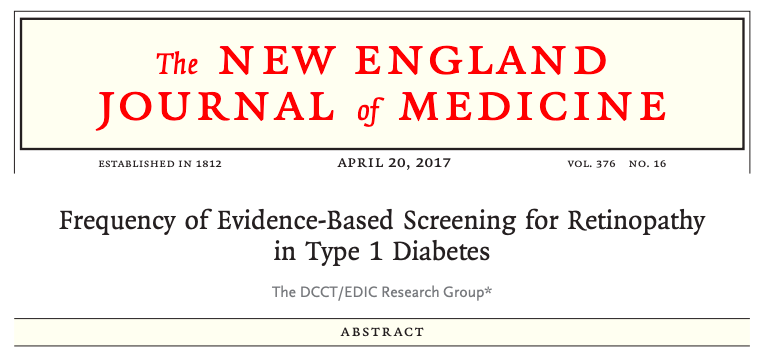 The NEW ENGLAND
JOURNAL of MEDICINE
ESTABLISHED IN 1812 APRIL 20, 2017 VOL. 376 NO. 16
Frequency of Evidence-Based Screening for Retinopathy
in Type 1 Diabetes
The DCCT/EDIC Research Group*
ABSTRACT